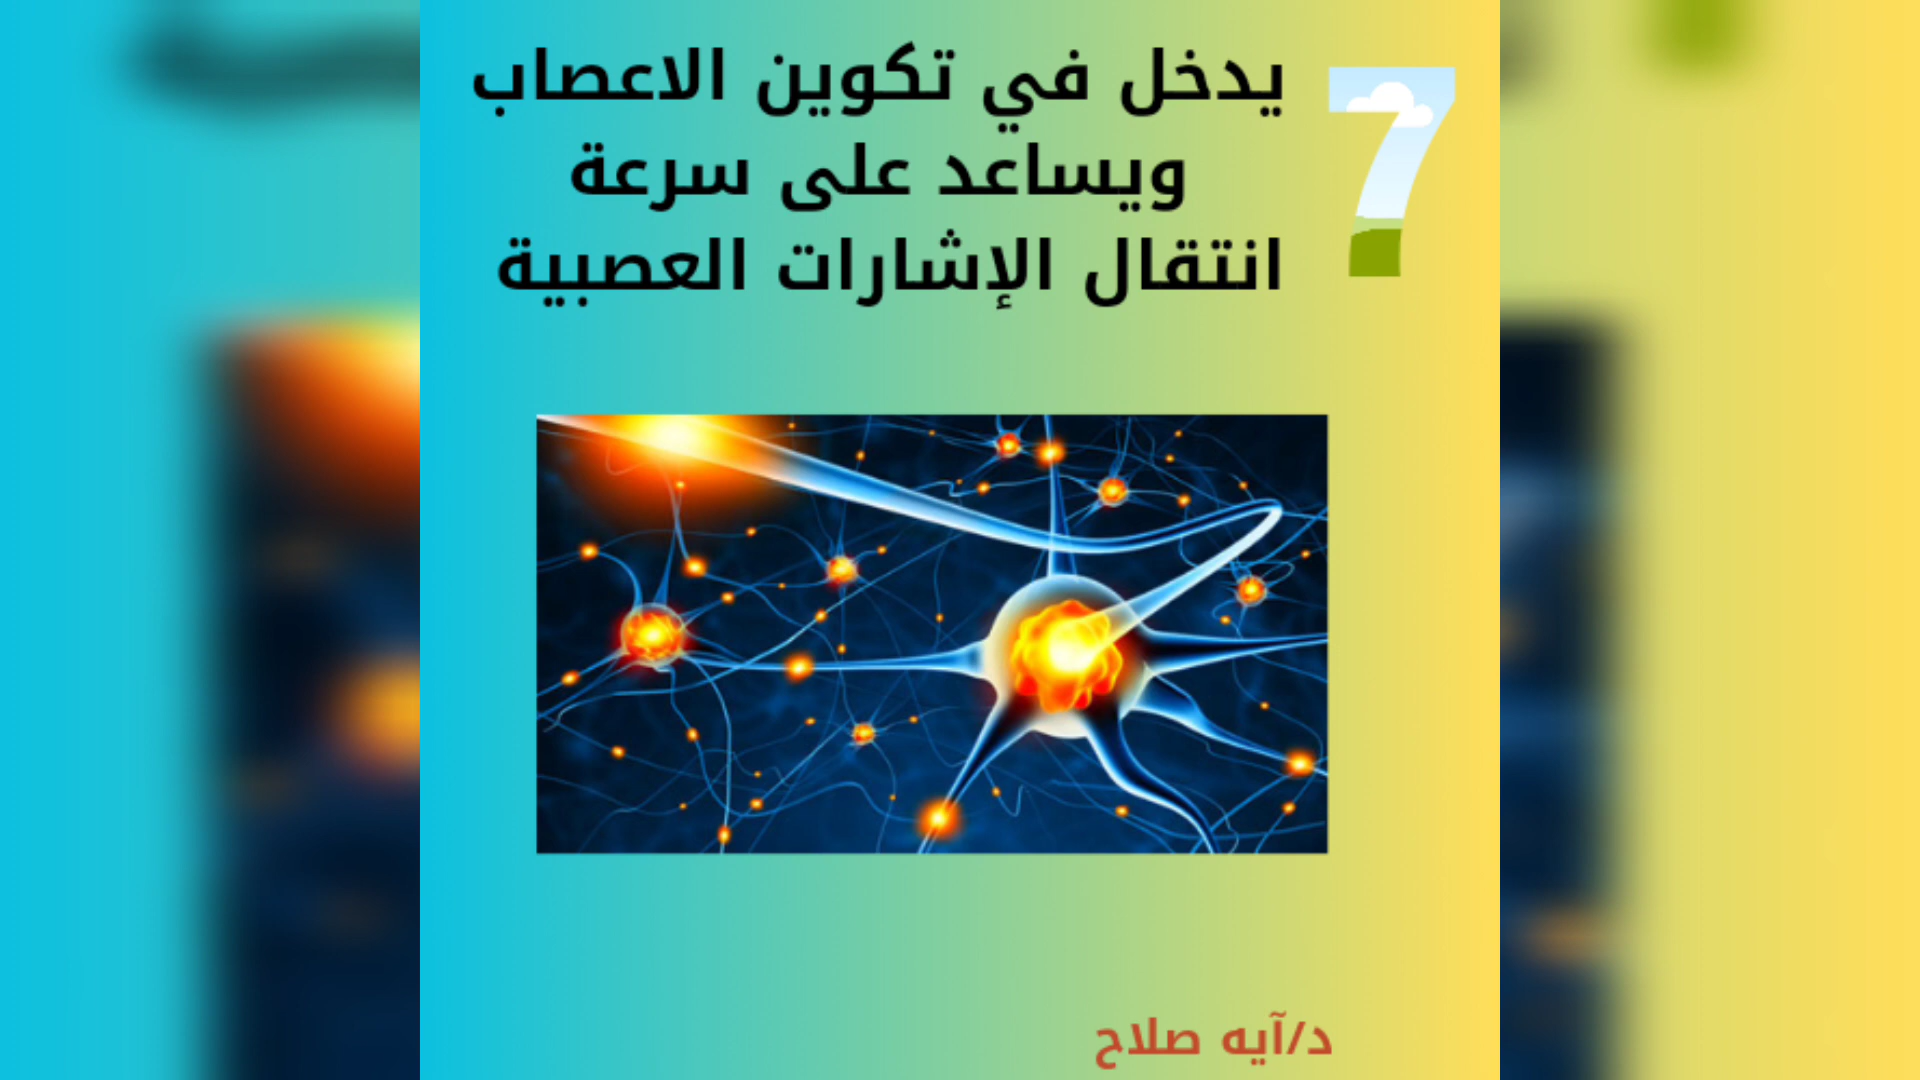 7
يدخل في تكوين الاعصاب
ويساعد على سرعة
انتقال الإشارات العصبية
د/آيه صلاح